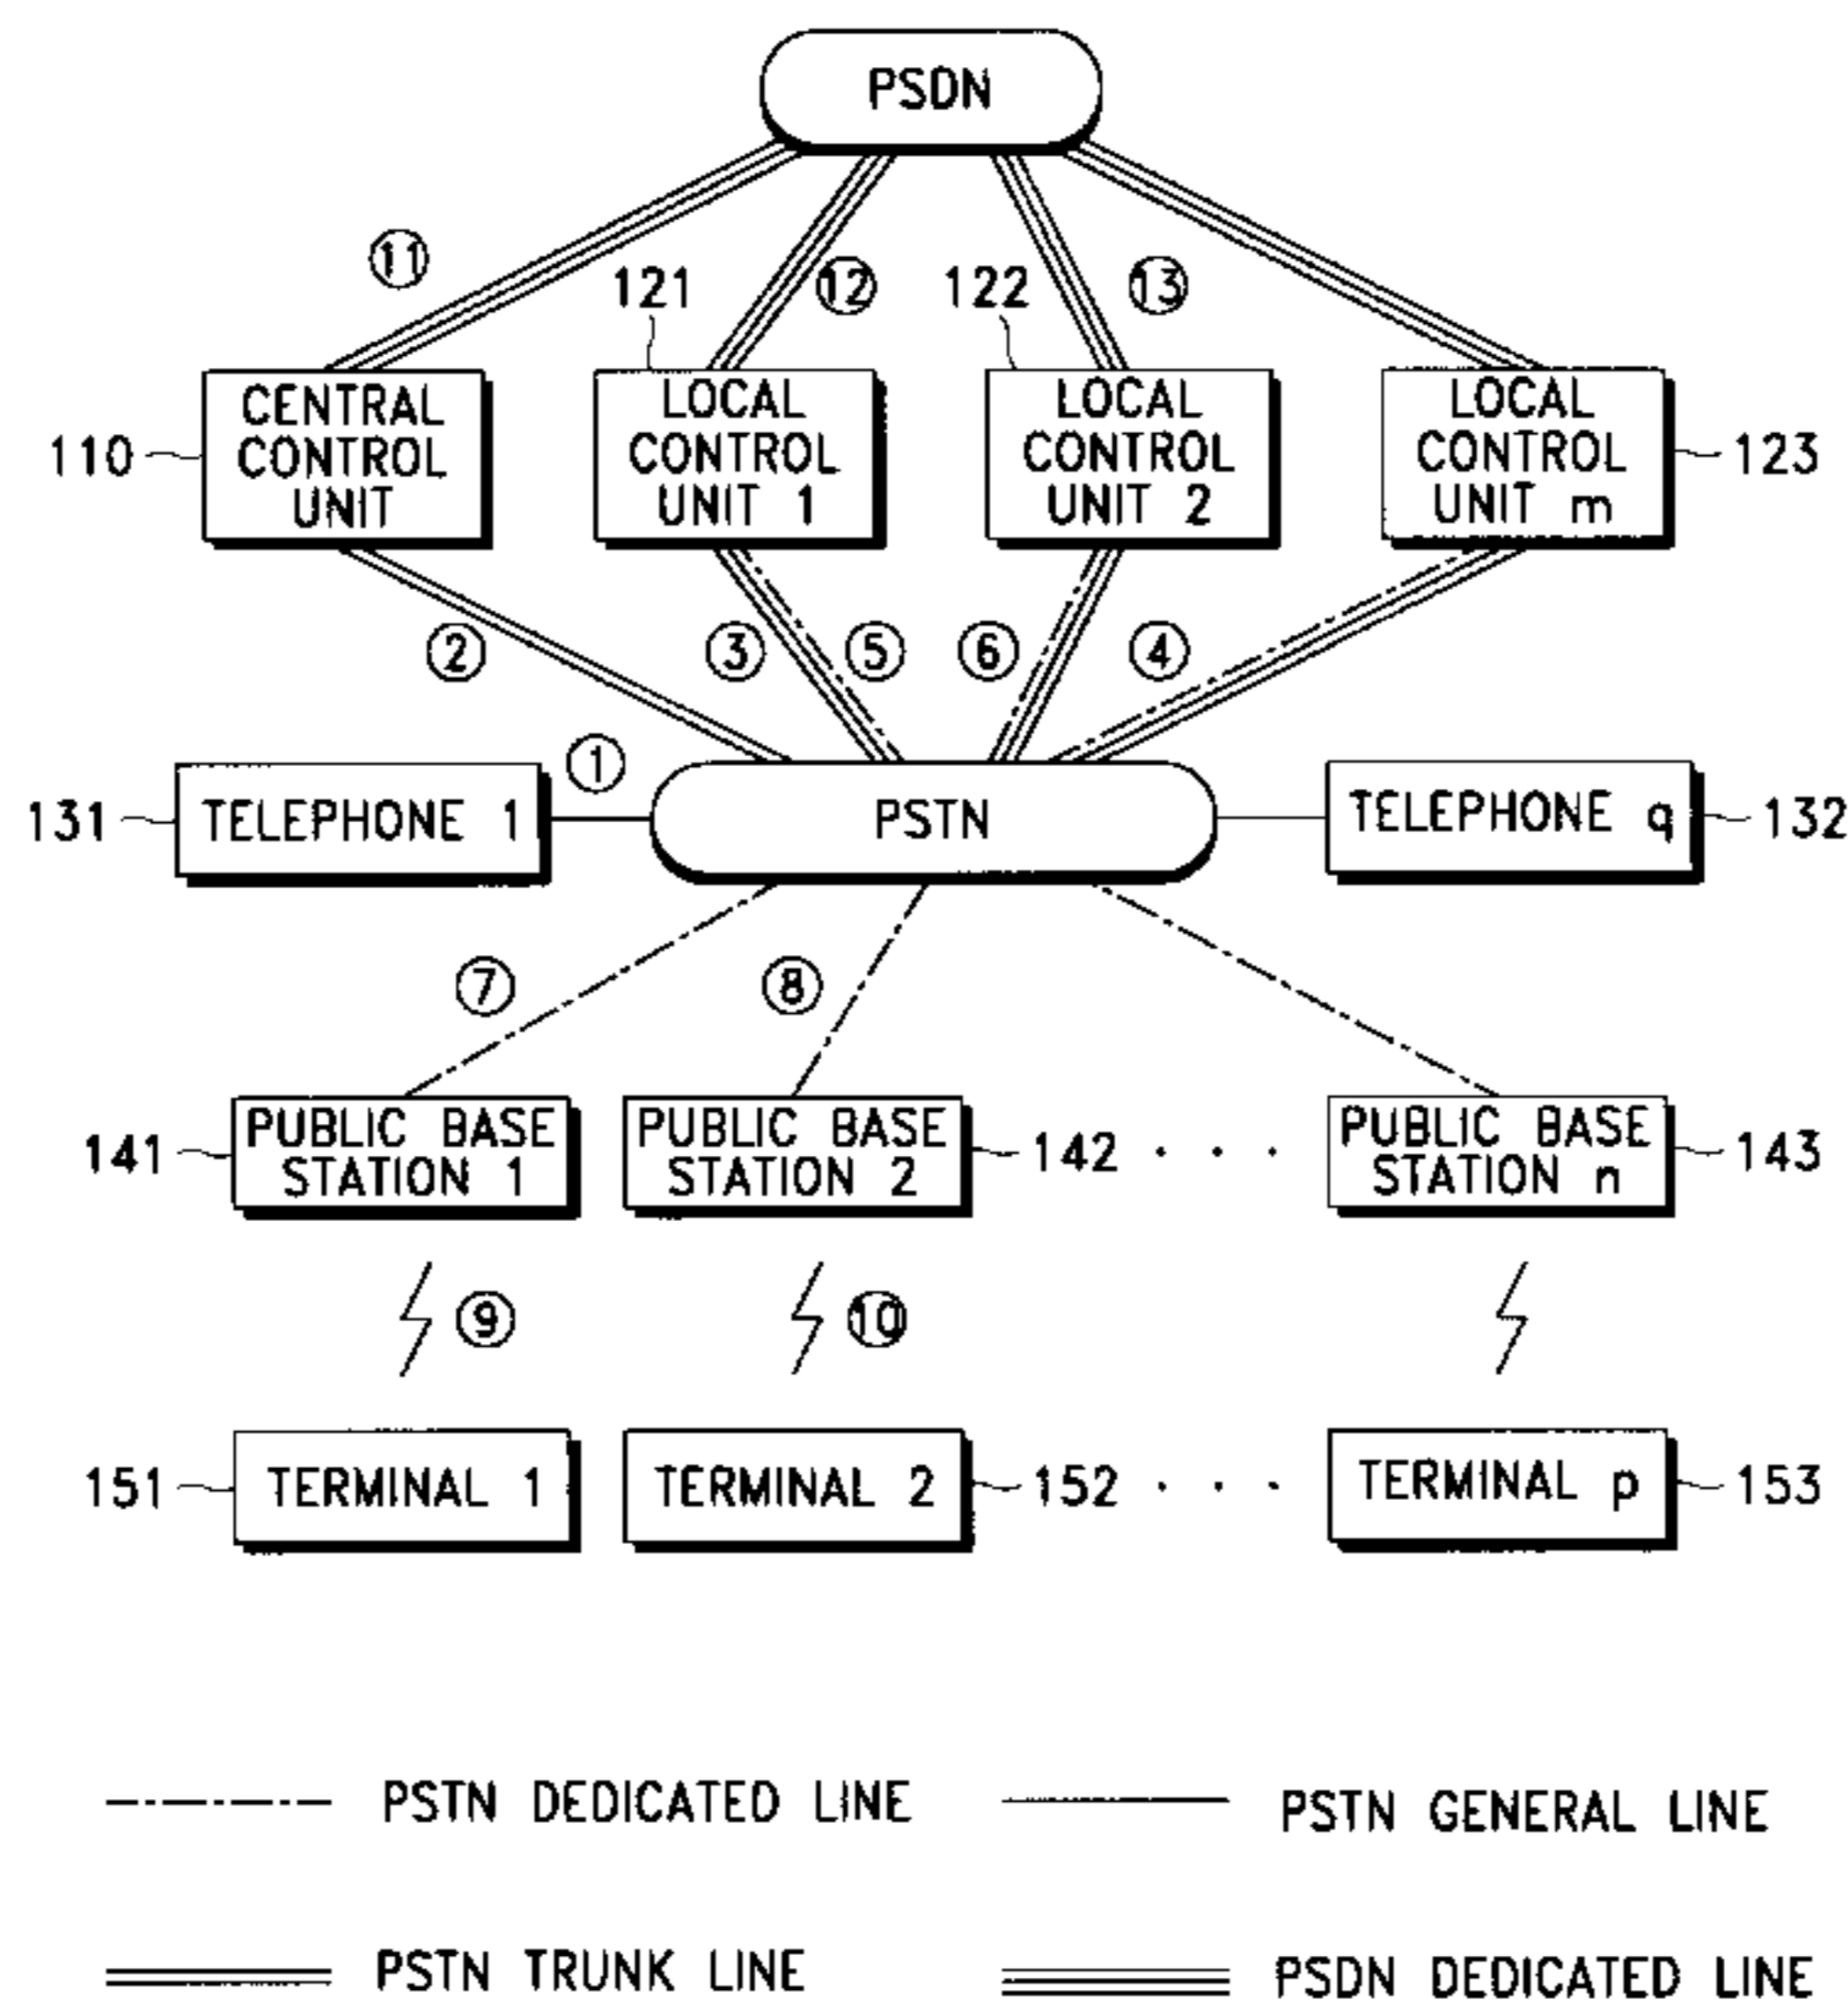 PSDN
11
121
12
122
13
CENTRAL
CONTROL
UNIT
LOCAL
CONTROL
UNIT 1
LOCAL
CONTROL
UNIT 2
LOCAL
CONTROL
UNIT m
110
123
2
3
5
6
4
1
131
TELEPHONE 1
PSTN
TELEPHONE q
132
7
8
141
PUBLIC BASE
STATION 1
PUBLIC BASE
STATION 2
142
. . .
PUBLIC BASE
STATION n
143
9
10
151
TERMINAL 1
TERMINAL 2
152
. . .
TERMINAL p
153
PSTN DEDICATED LINE
PSTN GENERAL LINE
PSTN TRUNK LINE
PSDN DEDICATED LINE